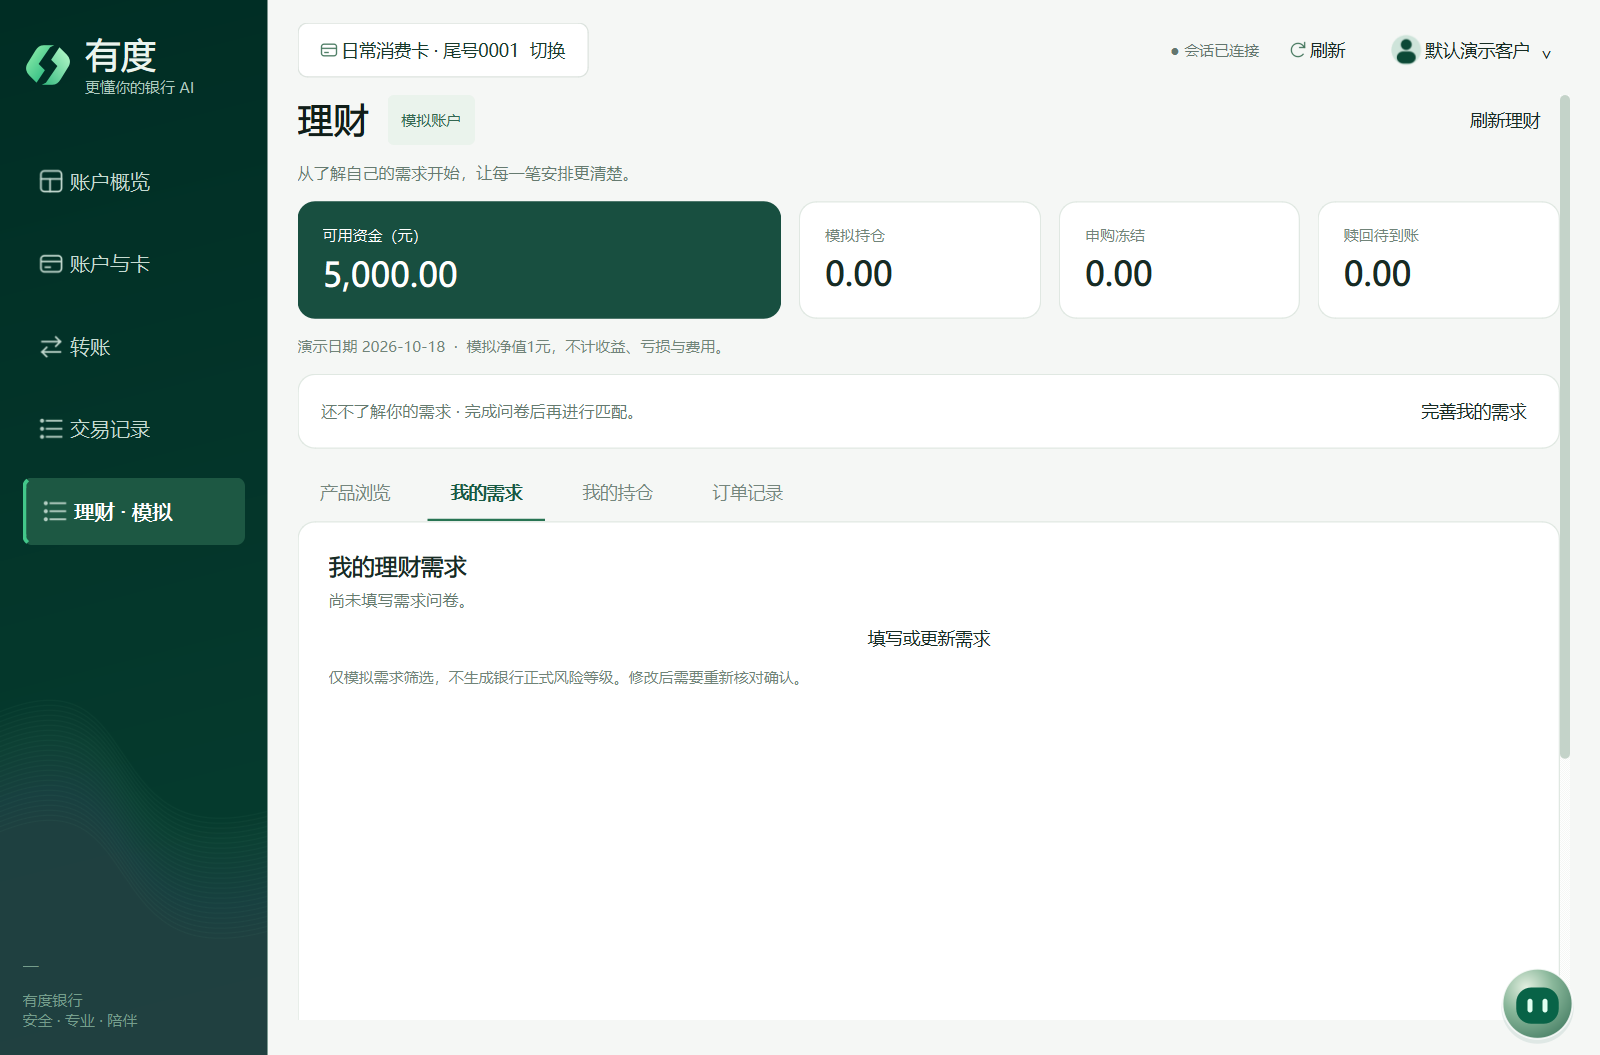 有度
更懂你的银行 AI
账户概览
账户与卡
转账
交易记录
理财 · 模拟
有度银行
安全 · 专业 · 陪伴
日常消费卡 · 尾号0001 切换
会话已连接
刷新
默认演示客户
理财
模拟账户
刷新理财
从了解自己的需求开始，让每一笔安排更清楚。
可用资金（元）
5,000.00
模拟持仓
0.00
申购冻结
0.00
赎回待到账
0.00
演示日期 2026-10-18 · 模拟净值1元，不计收益、亏损与费用。
还不了解你的需求 · 完成问卷后再进行匹配。
完善我的需求
产品浏览
我的需求
我的持仓
订单记录
我的理财需求
尚未填写需求问卷。
填写或更新需求
仅模拟需求筛选，不生成银行正式风险等级。修改后需要重新核对确认。